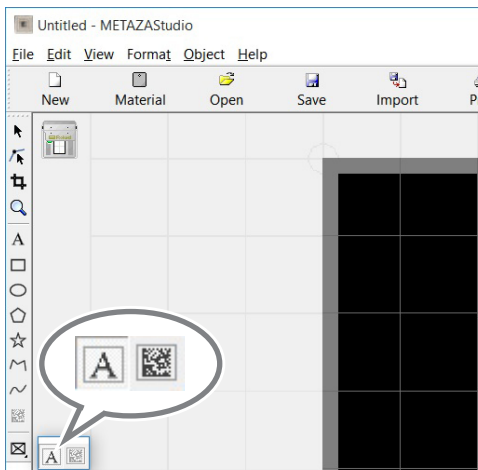 Untitled - METAZAStudio
File Edit View Format Object Help
New Material Open Save Import P
A
A
A